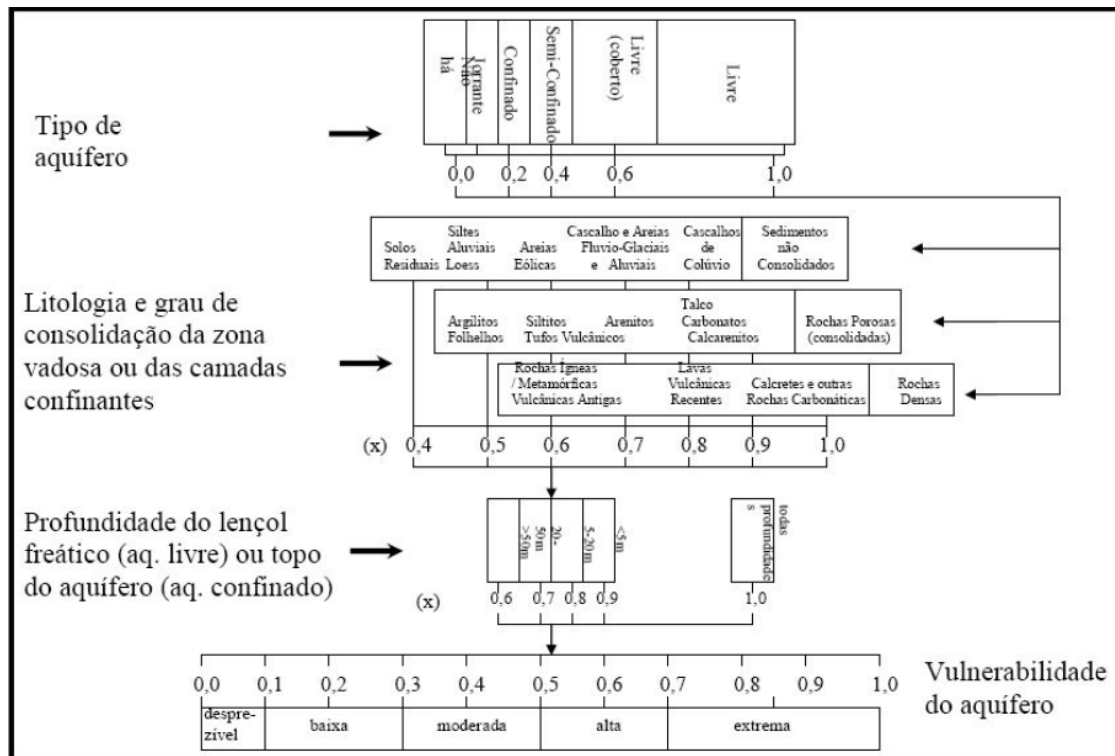 Tipo de
aquífero
Não
há
Jorrante
Confinado
Semi-Confinado
Livre
(coberto)
Livre
0,0 0,2 0,4 0,6 1,0
Litologia e grau de
consolidação da zona
vadosa ou das camadas
confinantes
Solos
Residuais
Siltes
Aluviais
Loess
Areias
Eólicas
Cascalho e Areias
Fluvio-Glaciais
e Aluviais
Cascalhos
de
Colúvio
Sedimentos
não
Consolidados
Argilitos
Folhelhos
Siltitos
Tufos Vulcânicos
Arenitos
Talco
Carbonatos
Calcarenitos
Rochas Porosas
(consolidadas)
Rochas Ígneas
/ Metamórficas
Vulcânicas Antigas
Lavas
Vulcânicas
Recentes
Calcretes e outras
Rochas Carbonáticas
Rochas
Densas
(x) 0,4 0,5 0,6 0,7 0,8 0,9 1,0
Profundidade do lençol
freático (aq. livre) ou topo
do aquífero (aq. confinado)
>50m
20-
50m
5-20m
<5m
todas
profundidade
s
(x) 0,6 0,7 0,8 0,9 1,0
0,0 0,1 0,2 0,3 0,4 0,5 0,6 0,7 0,8 1,0
despre-
zível
baixa
moderada
alta
extrema
Vulnerabilidade
do aquífero